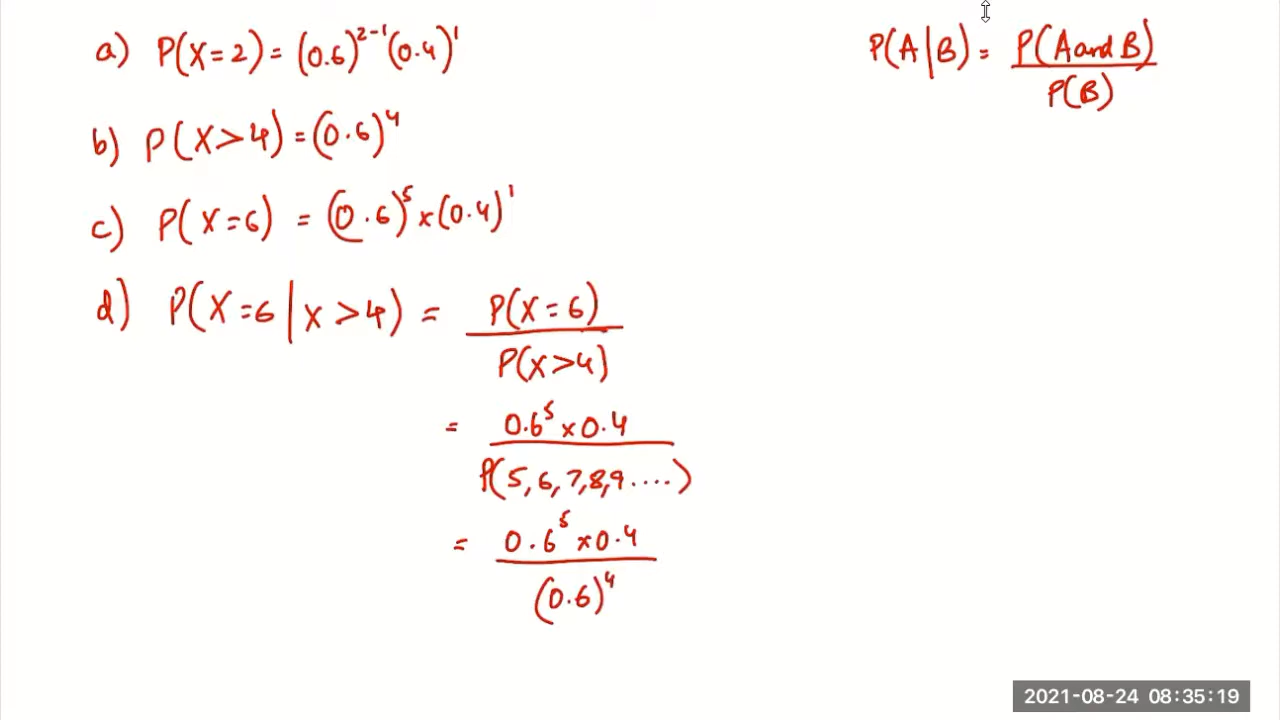 a) P(X=2) = (0.6)^2-1 (0.4)^1
P(A|B) = P(A and B)
P(B)
b) P(X>4) = (0.6)^4
c) P(X=6) = (0.6)^5 × (0.4)^1
d) P(X=6|X>4) = P(X=6)
P(X>4)
= 0.6^5 × 0.4
P(5,6,7,8,9....)
= 0.6^5 × 0.4
(0.6)^4
2021-08-24 08:35:19